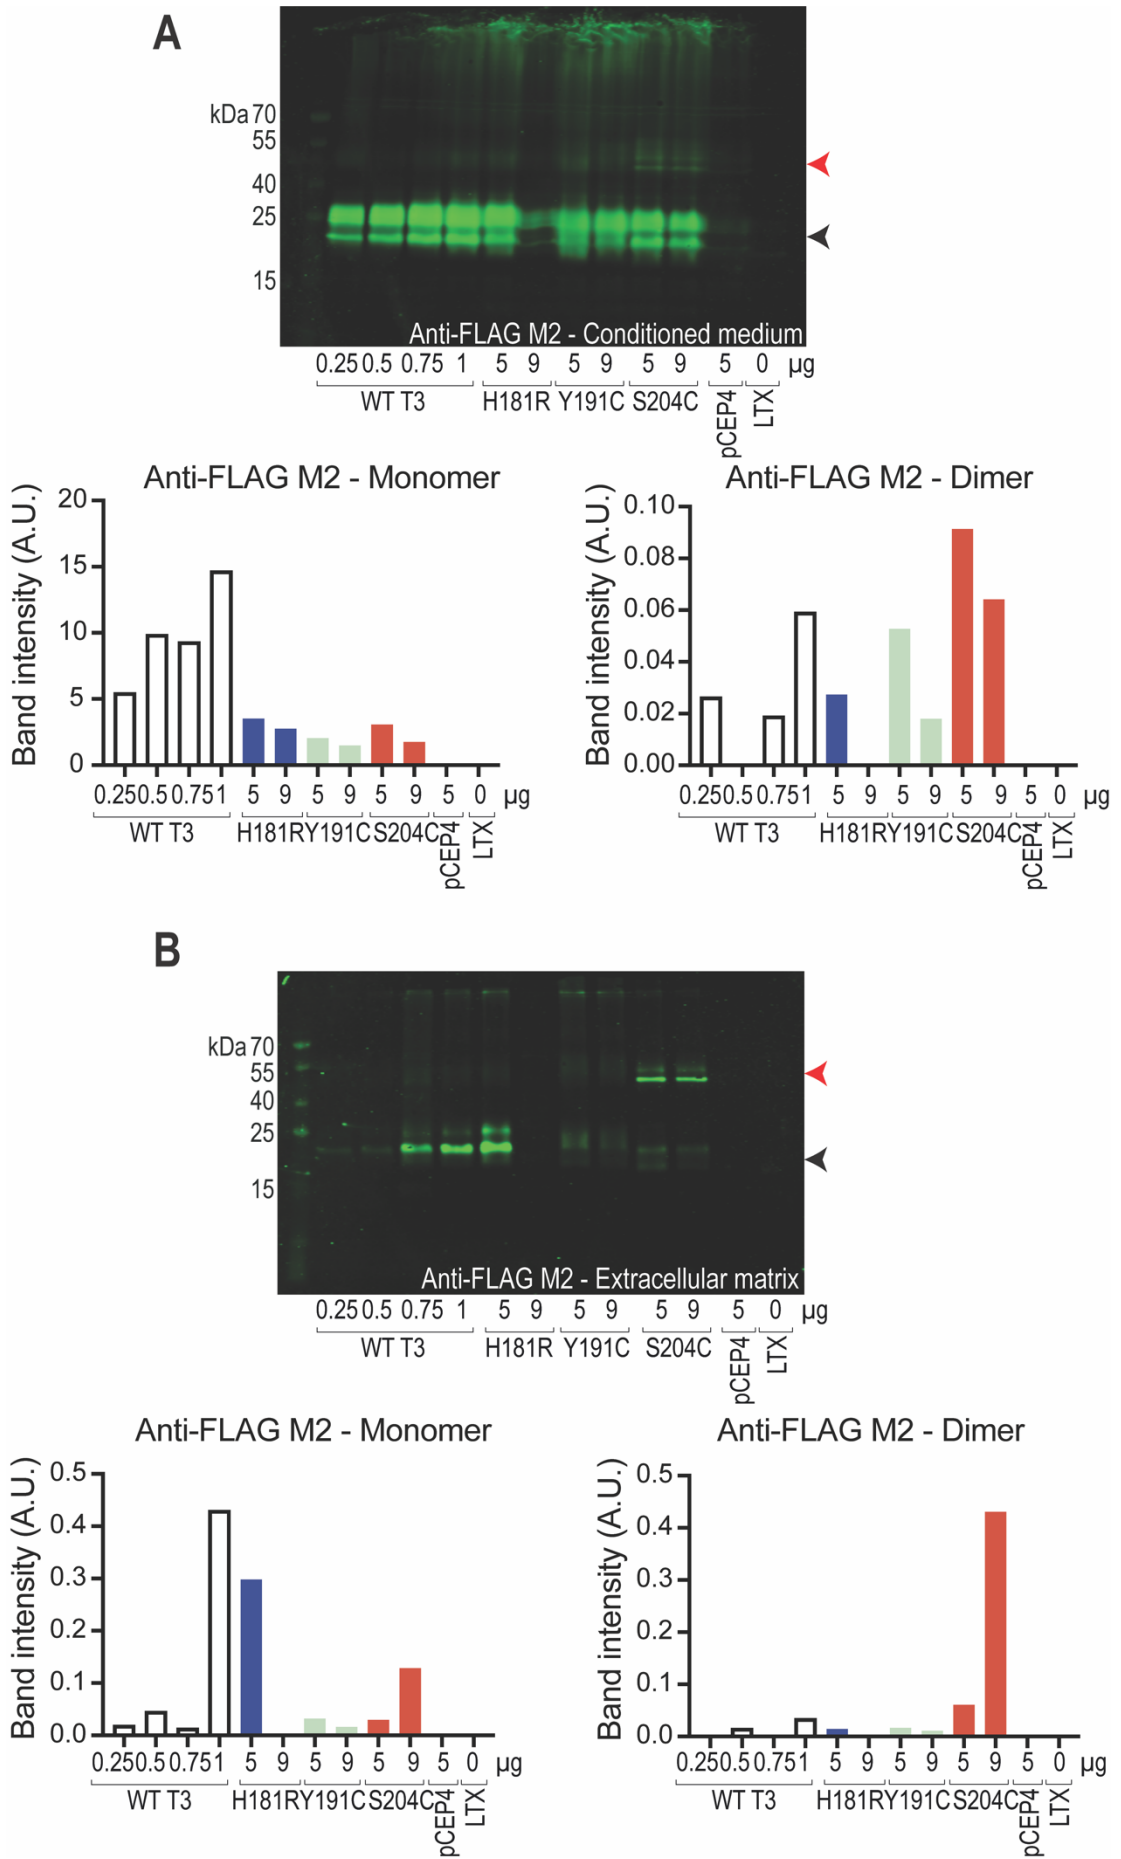 A
kDa 70
55
40
25
15
Anti-FLAG M2 - Conditioned medium
0.25 0.5 0.75 1 5 9 5 9 5 9 5 0 µg
WT T3 H181R Y191C S204C pCEP4 LTX
Anti-FLAG M2 - Monomer
Band intensity (A.U.)
20
15
10
5
0
0.25 0.5 0.75 1 5 9 5 9 5 9 5 0 µg
WT T3 H181R Y191C S204C pCEP4 LTX
Anti-FLAG M2 - Dimer
Band intensity (A.U.)
0.10
0.08
0.06
0.04
0.02
0.00
0.25 0.5 0.75 1 5 9 5 9 5 9 5 0 µg
WT T3 H181R Y191C S204C pCEP4 LTX
B
kDa 70
55
40
25
15
Anti-FLAG M2 - Extracellular matrix
0.25 0.5 0.75 1 5 9 5 9 5 9 5 0 µg
WT T3 H181R Y191C S204C pCEP4 LTX
Anti-FLAG M2 - Monomer
Band intensity (A.U.)
0.5
0.4
0.3
0.2
0.1
0.0
0.25 0.5 0.75 1 5 9 5 9 5 9 5 0 µg
WT T3 H181R Y191C S204C pCEP4 LTX
Anti-FLAG M2 - Dimer
Band intensity (A.U.)
0.5
0.4
0.3
0.2
0.1
0.0
0.25 0.5 0.75 1 5 9 5 9 5 9 5 0 µg
WT T3 H181R Y191C S204C pCEP4 LTX